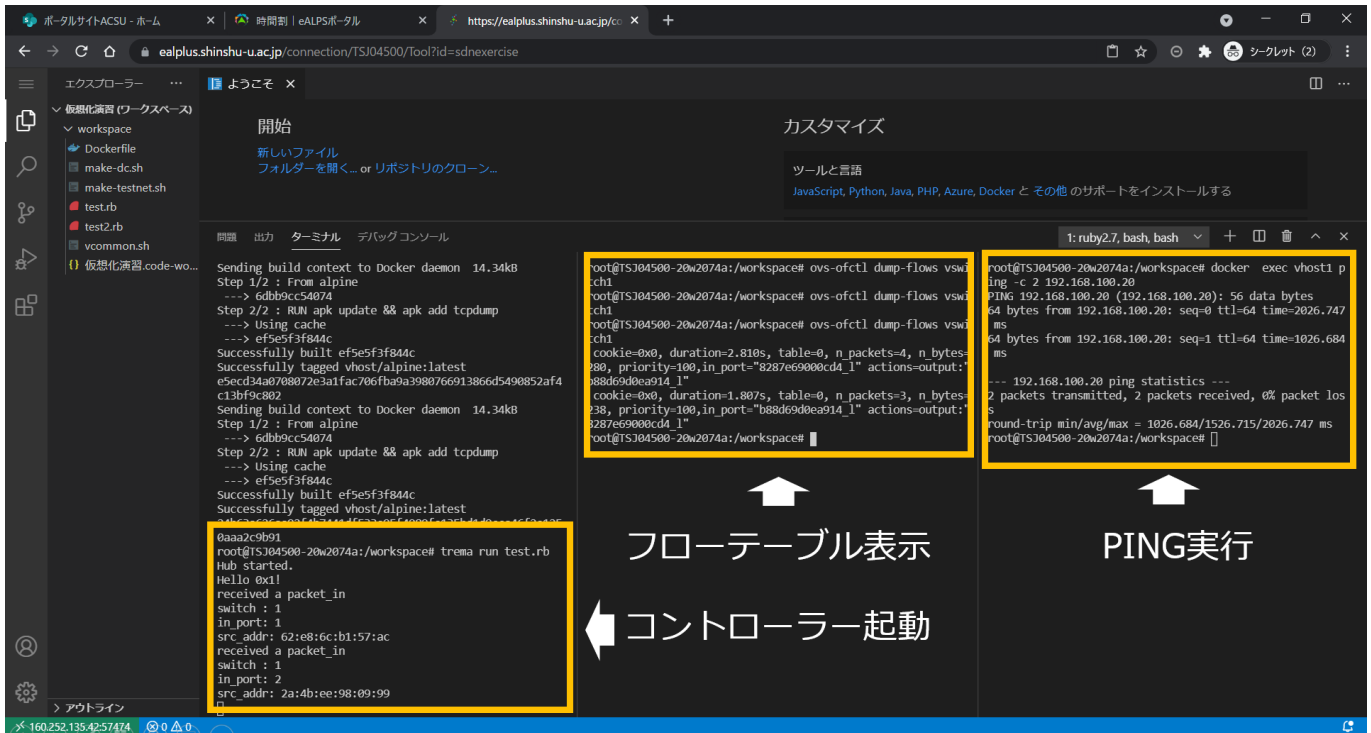 ポータルサイトACSU - ホーム
時間割 | eALPSポータル
https://ealplus.shinshu-u.ac.jp/co
ealplus.shinshu-u.ac.jp/connection/TSJ04500/Tool?id=sdnexercise
シークレット (2)
エクスプローラー
仮想化演習 (ワークスペース)
workspace
Dockerfile
make-dc.sh
make-testnet.sh
test.rb
test2.rb
vcommon.sh
仮想化演習.code-wo...
アウトライン
ようこそ
開始
新しいファイル
フォルダーを開く... or リポジトリのクローン...
カスタマイズ
ツールと言語
JavaScript, Python, Java, PHP, Azure, Docker と その他 のサポートをインストールする
問題 出力 ターミナル デバッグ コンソール
1: ruby2.7, bash, bash
Sending build context to Docker daemon 14.34kB
Step 1/2 : From alpine
---> 6dbb9cc54074
Step 2/2 : RUN apk update && apk add tcpdump
---> Using cache
---> ef5e5f3f844c
Successfully built ef5e5f3f844c
Successfully tagged vhost/alpine:latest
e5ecd34a0708072e3a1fac706fba9a3980766913866d5490852af4
c13bf9c802
Sending build context to Docker daemon 14.34kB
Step 1/2 : From alpine
---> 6dbb9cc54074
Step 2/2 : RUN apk update && apk add tcpdump
---> Using cache
---> ef5e5f3f844c
Successfully built ef5e5f3f844c
Successfully tagged vhost/alpine:latest
0aaa2c9b91
root@TSJ04500-20w2074a:/workspace# trema run test.rb
Hub started.
Hello 0x1!
received a packet_in
switch : 1
in_port: 1
src_addr: 62:e8:6c:b1:57:ac
received a packet_in
switch : 1
in_port: 2
src_addr: 2a:4b:ee:98:09:99
root@TSJ04500-20w2074a:/workspace# ovs-ofctl dump-flows vswi
tch1
root@TSJ04500-20w2074a:/workspace# ovs-ofctl dump-flows vswi
tch1
root@TSJ04500-20w2074a:/workspace# ovs-ofctl dump-flows vswi
tch1
cookie=0x0, duration=2.810s, table=0, n_packets=4, n_bytes=
280, priority=100,in_port="8287e69000cd4_l" actions=output:"
b88d69d0ea914_l"
cookie=0x0, duration=1.807s, table=0, n_packets=3, n_bytes=
238, priority=100,in_port="b88d69d0ea914_l" actions=output:"
8287e69000cd4_l"
root@TSJ04500-20w2074a:/workspace#
root@TSJ04500-20w2074a:/workspace# docker exec vhost1 p
ing -c 2 192.168.100.20
PING 192.168.100.20 (192.168.100.20): 56 data bytes
64 bytes from 192.168.100.20: seq=0 ttl=64 time=2026.747
ms
64 bytes from 192.168.100.20: seq=1 ttl=64 time=1026.684
ms
--- 192.168.100.20 ping statistics ---
2 packets transmitted, 2 packets received, 0% packet los
s
round-trip min/avg/max = 1026.684/1526.715/2026.747 ms
root@TSJ04500-20w2074a:/workspace#
フローテーブル表示
PING実行
コントローラー起動
160.252.135.42:57474
0 0